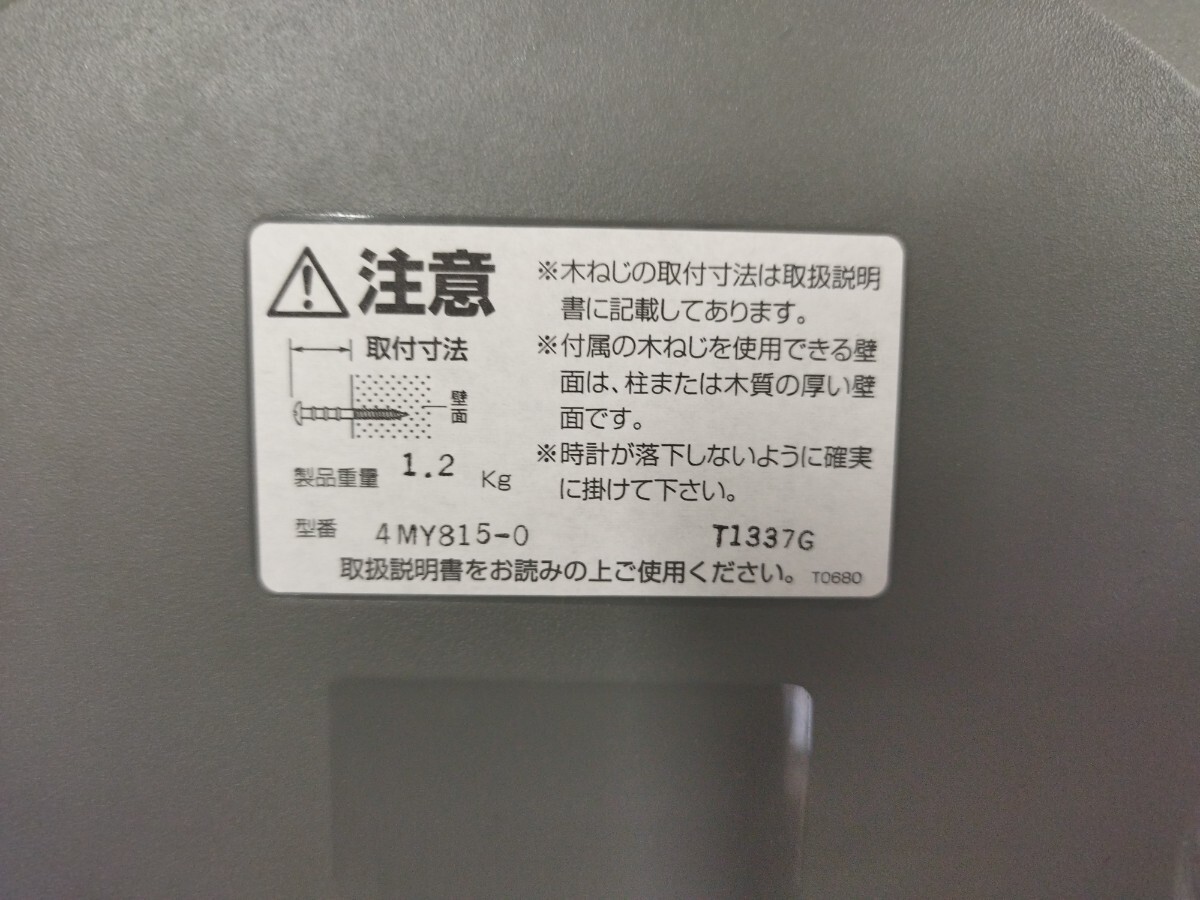 注意
取付寸法
壁面
製品重量 1.2 Kg
※木ねじの取付寸法は取扱説明
書に記載してあります。
※付属の木ねじを使用できる壁
面は、柱または木質の厚い壁
面です。
※時計が落下しないように確実
に掛けて下さい。
型番 4MY815-0 T1337G
取扱説明書をお読みの上ご使用ください。 T0680